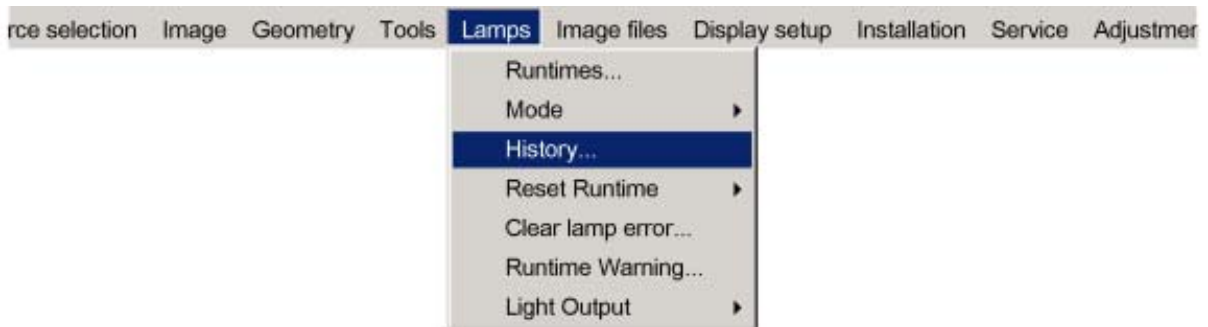 rce selection Image Geometry Tools Lamps Image files Display setup Installation Service Adjustmen
Runtimes...
Mode
History...
Reset Runtime
Clear lamp error...
Runtime Warning...
Light Output